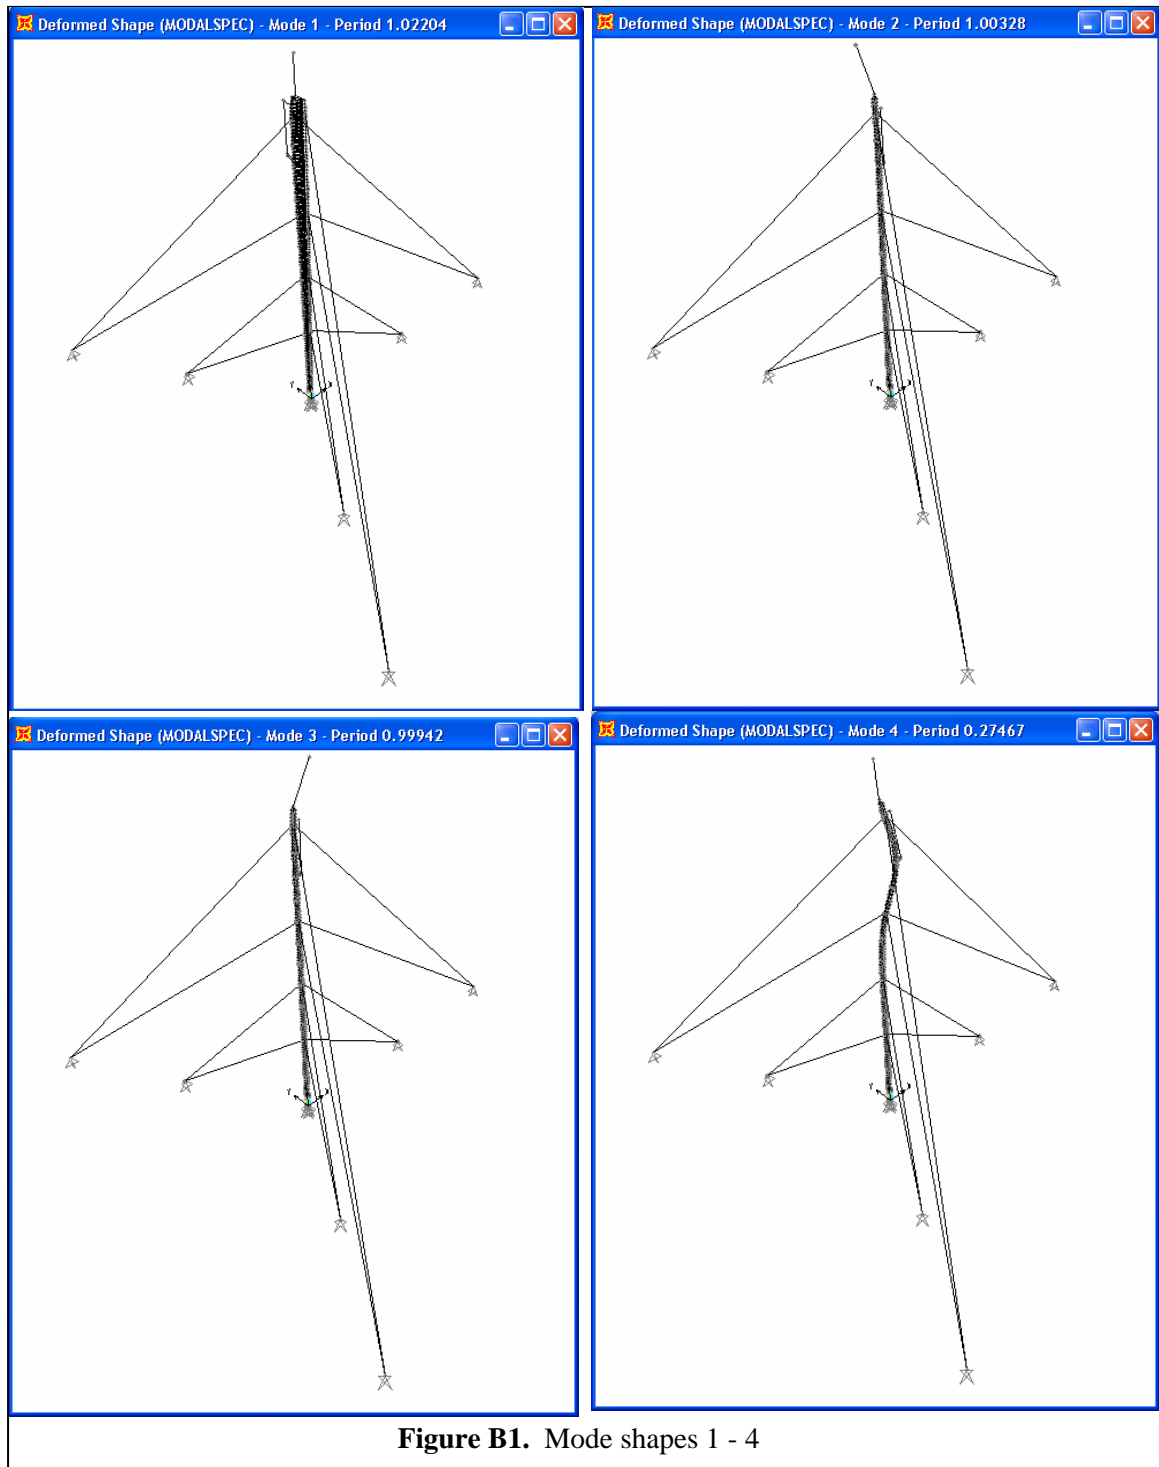 Deformed Shape (MODALSPEC) - Mode 1 - Period 1.02204
Deformed Shape (MODALSPEC) - Mode 2 - Period 1.00328
Y X
Y X
Deformed Shape (MODALSPEC) - Mode 3 - Period 0.99942
Deformed Shape (MODALSPEC) - Mode 4 - Period 0.27467
Y X
Y X
Figure B1. Mode shapes 1 - 4